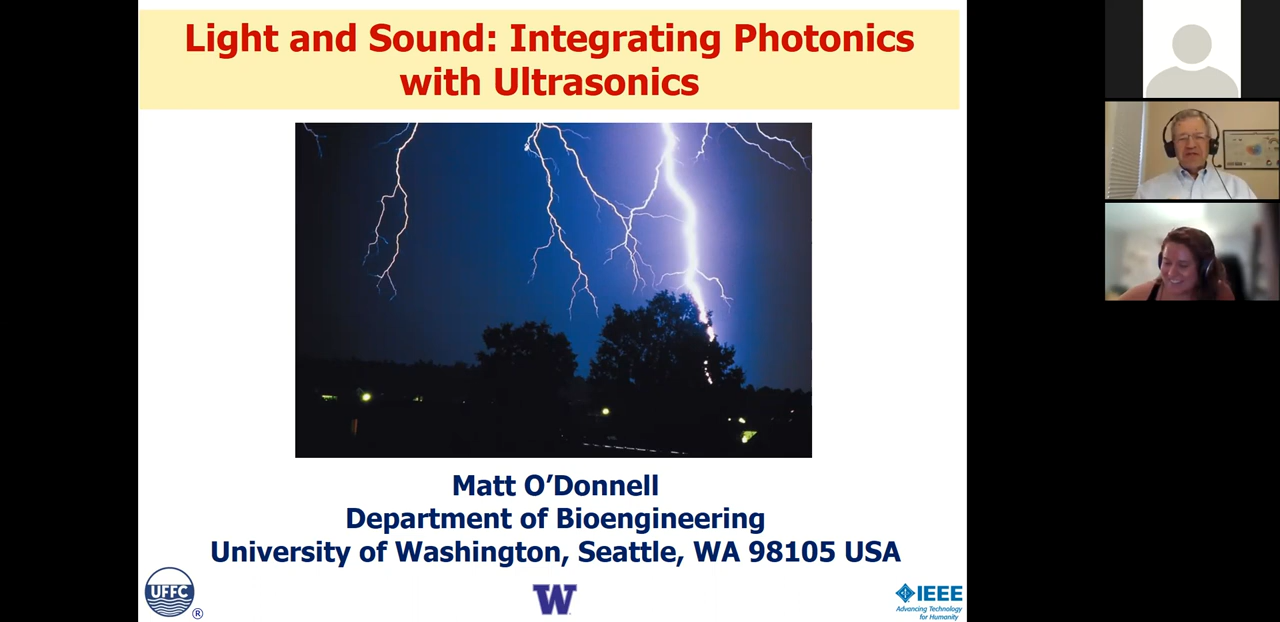 Light and Sound: Integrating Photonics
with Ultrasonics
Matt O’Donnell
Department of Bioengineering
University of Washington, Seattle, WA 98105 USA
UFFC
®
W
IEEE
Advancing Technology
for Humanity